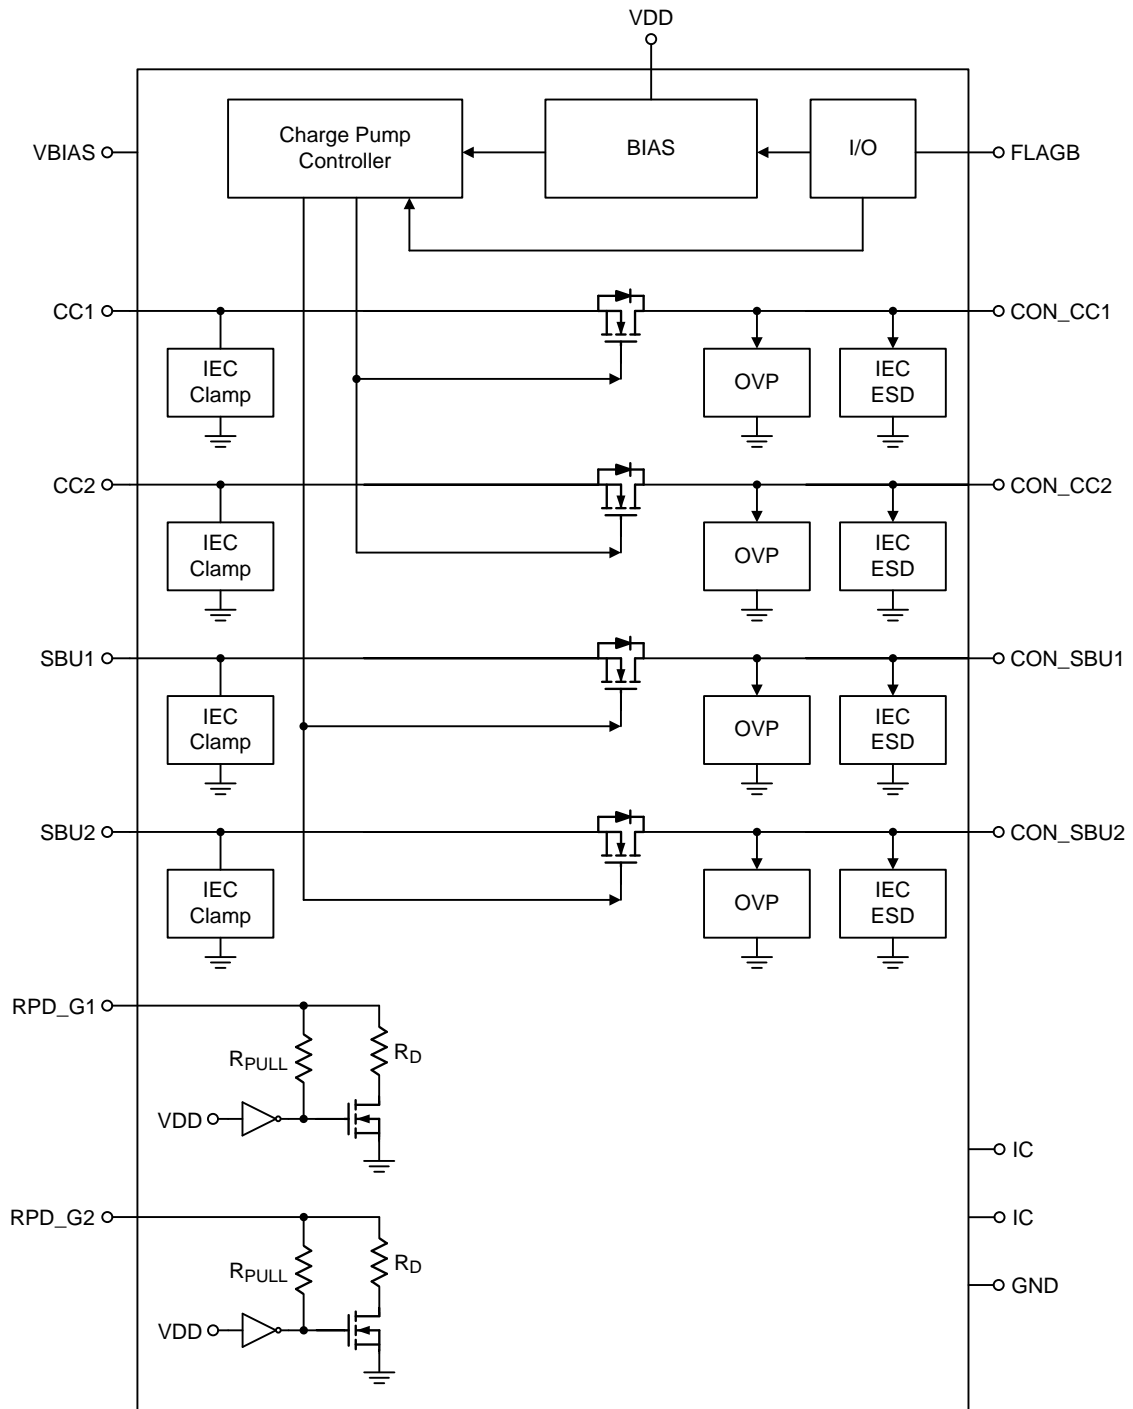 VDD
VBIAS
Charge Pump
Controller
BIAS
I/O
FLAGB
CC1
CON_CC1
IEC
Clamp
OVP
IEC
ESD
CC2
CON_CC2
IEC
Clamp
OVP
IEC
ESD
SBU1
CON_SBU1
IEC
Clamp
OVP
IEC
ESD
SBU2
CON_SBU2
IEC
Clamp
OVP
IEC
ESD
RPD_G1
RPULL
RD
VDD
IC
RPD_G2
IC
RPULL
RD
GND
VDD